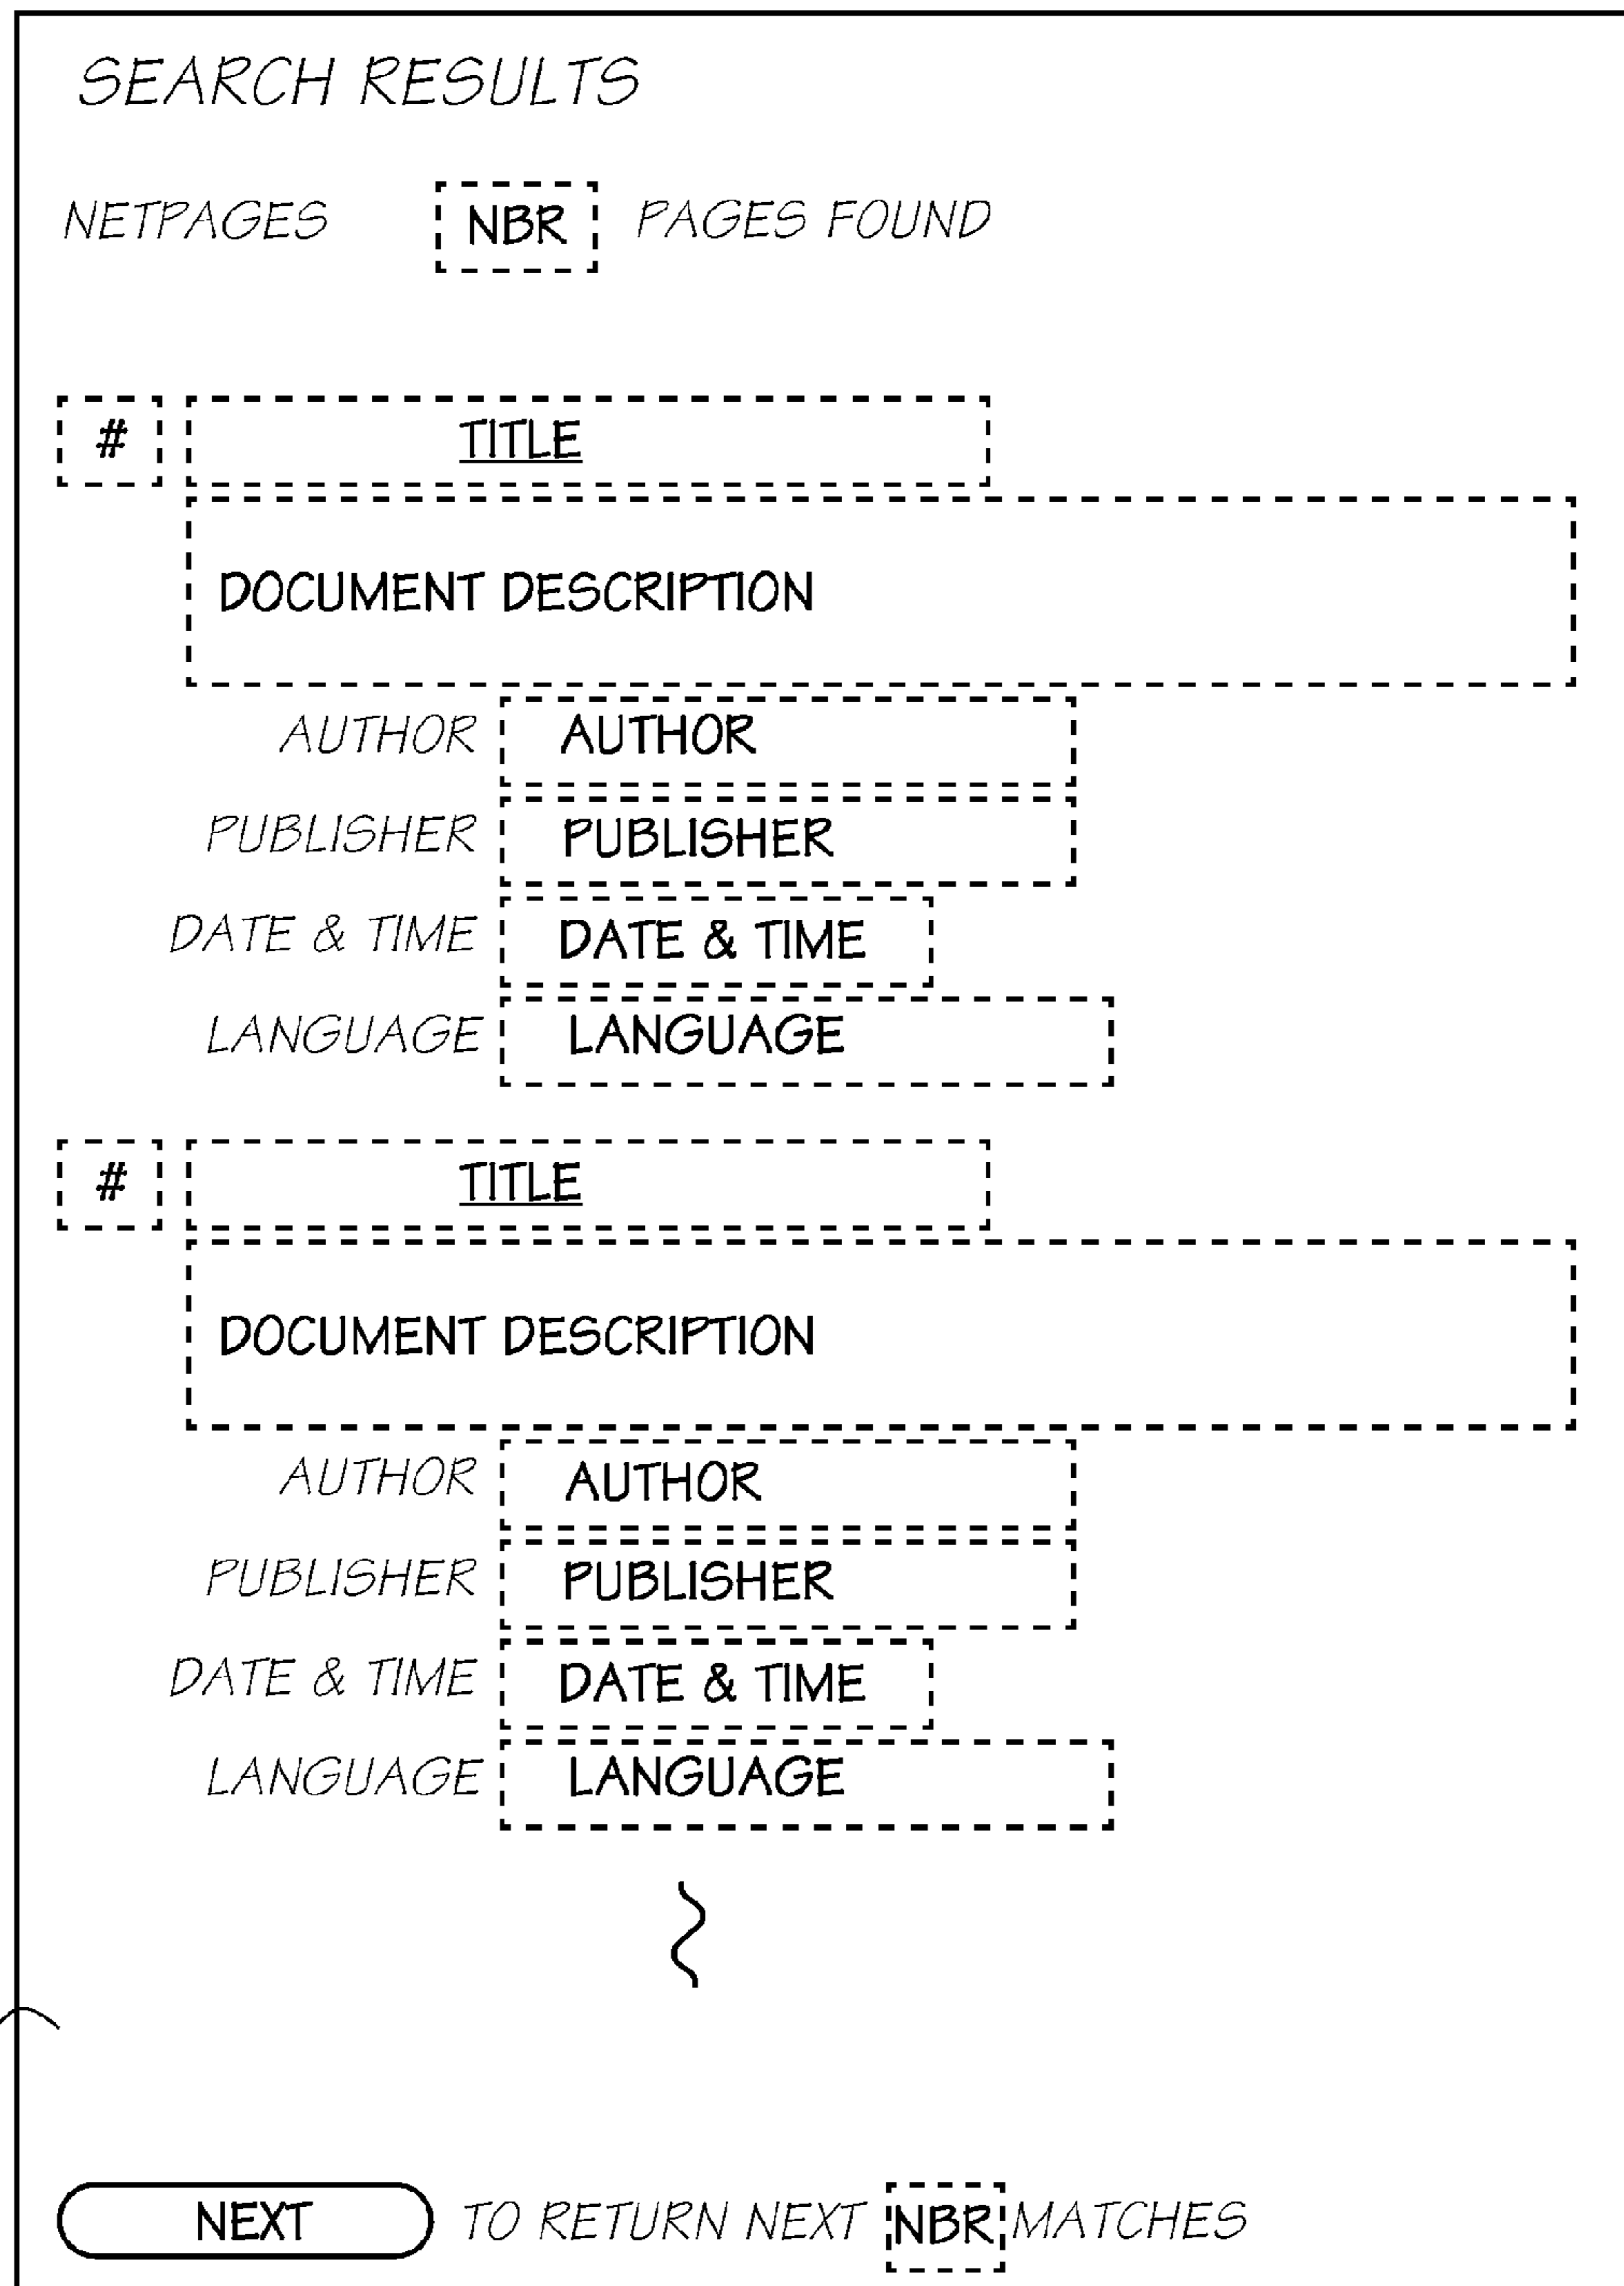 SEARCH RESULTS
NETPAGES NBR PAGES FOUND
# TITLE
DOCUMENT DESCRIPTION
AUTHOR AUTHOR
PUBLISHER PUBLISHER
DATE & TIME DATE & TIME
LANGUAGE LANGUAGE
# TITLE
DOCUMENT DESCRIPTION
AUTHOR AUTHOR
PUBLISHER PUBLISHER
DATE & TIME DATE & TIME
LANGUAGE LANGUAGE
NEXT TO RETURN NEXT NBR MATCHES